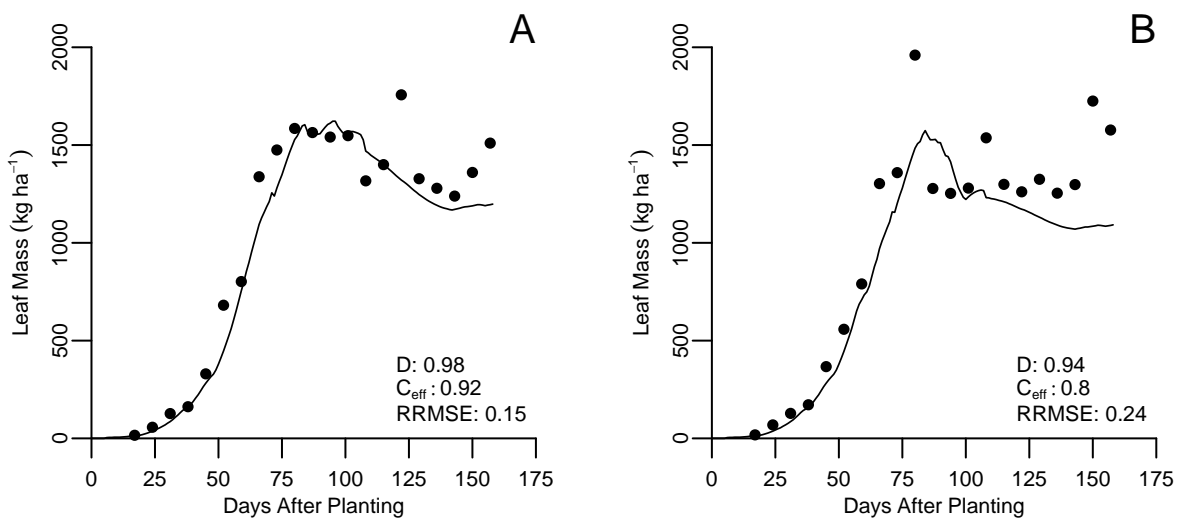 A
2000
1500
1000
500
0
Leaf Mass (kg ha⁻¹)
D: 0.98
Ceff : 0.92
RRMSE: 0.15
0 25 50 75 100 125 150 175
Days After Planting
B
2000
1500
1000
500
0
Leaf Mass (kg ha⁻¹)
D: 0.94
Ceff : 0.8
RRMSE: 0.24
0 25 50 75 100 125 150 175
Days After Planting